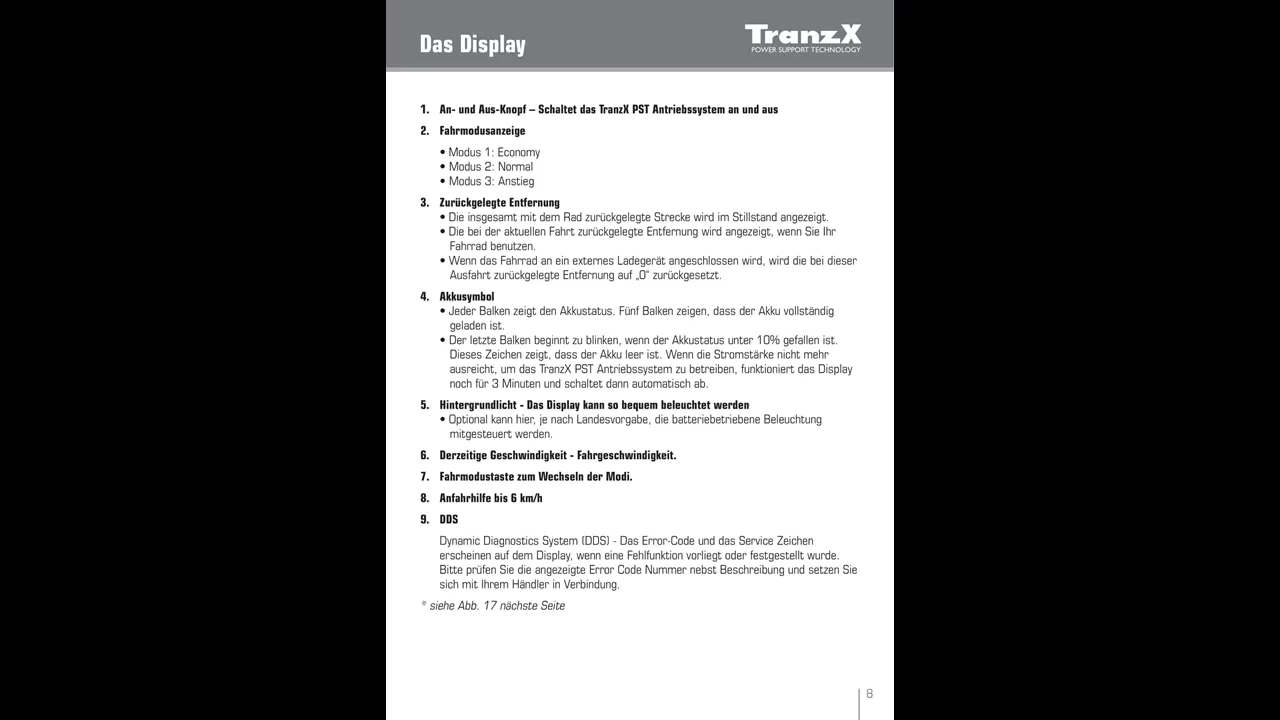 Das Display
TranzX
POWER SUPPORT TECHNOLOGY
1. An- und Aus-Knopf – Schaltet das TranzX PST Antriebssystem an und aus
2. Fahrmodusanzeige
• Modus 1: Economy
• Modus 2: Normal
• Modus 3: Anstieg
3. Zurückgelegte Entfernung
• Die insgesamt mit dem Rad zurückgelegte Strecke wird im Stillstand angezeigt.
• Die bei der aktuellen Fahrt zurückgelegte Entfernung wird angezeigt, wenn Sie Ihr
Fahrrad benutzen.
• Wenn das Fahrrad an ein externes Ladegerät angeschlossen wird, wird die bei dieser
Ausfahrt zurückgelegte Entfernung auf „0“ zurückgesetzt.
4. Akkusymbol
• Jeder Balken zeigt den Akkustatus. Fünf Balken zeigen, dass der Akku vollständig
geladen ist.
• Der letzte Balken beginnt zu blinken, wenn der Akkustatus unter 10% gefallen ist.
Dieses Zeichen zeigt, dass der Akku leer ist. Wenn die Stromstärke nicht mehr
ausreicht, um das TranzX PST Antriebssystem zu betreiben, funktioniert das Display
noch für 3 Minuten und schaltet dann automatisch ab.
5. Hintergrundlicht - Das Display kann so bequem beleuchtet werden
• Optional kann hier, je nach Landesvorgabe, die batteriebetriebene Beleuchtung
mitgesteuert werden.
6. Derzeitige Geschwindigkeit - Fahrgeschwindigkeit.
7. Fahrmodustaste zum Wechseln der Modi.
8. Anfahrhilfe bis 6 km/h
9. DDS
Dynamic Diagnostics System (DDS) - Das Error-Code und das Service Zeichen
erscheinen auf dem Display, wenn eine Fehlfunktion vorliegt oder festgestellt wurde.
Bitte prüfen Sie die angezeigte Error Code Nummer nebst Beschreibung und setzen Sie
sich mit Ihrem Händler in Verbindung.
* siehe Abb. 17 nächste Seite
8